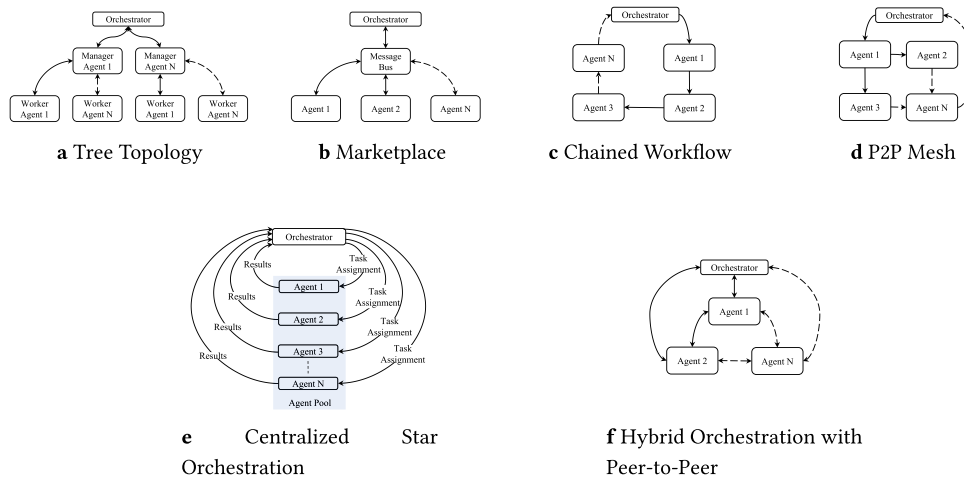 Orchestrator
Manager
Agent 1
Manager
Agent N
Worker
Agent 1
Worker
Agent N
Worker
Agent 1
Worker
Agent N
a Tree Topology
Orchestrator
Message
Bus
Agent 1
Agent 2
Agent N
b Marketplace
Orchestrator
Agent N
Agent 1
Agent 3
Agent 2
c Chained Workflow
Orchestrator
Agent 1
Agent 2
Agent 3
Agent N
d P2P Mesh
Orchestrator
Results
Task
Assignment
Agent 1
Results
Task
Assignment
Agent 2
Results
Task
Assignment
Agent 3
Results
Task
Assignment
Agent N
Agent Pool
e Centralized Star
Orchestration
Orchestrator
Agent 1
Agent 2
Agent N
f Hybrid Orchestration with
Peer-to-Peer